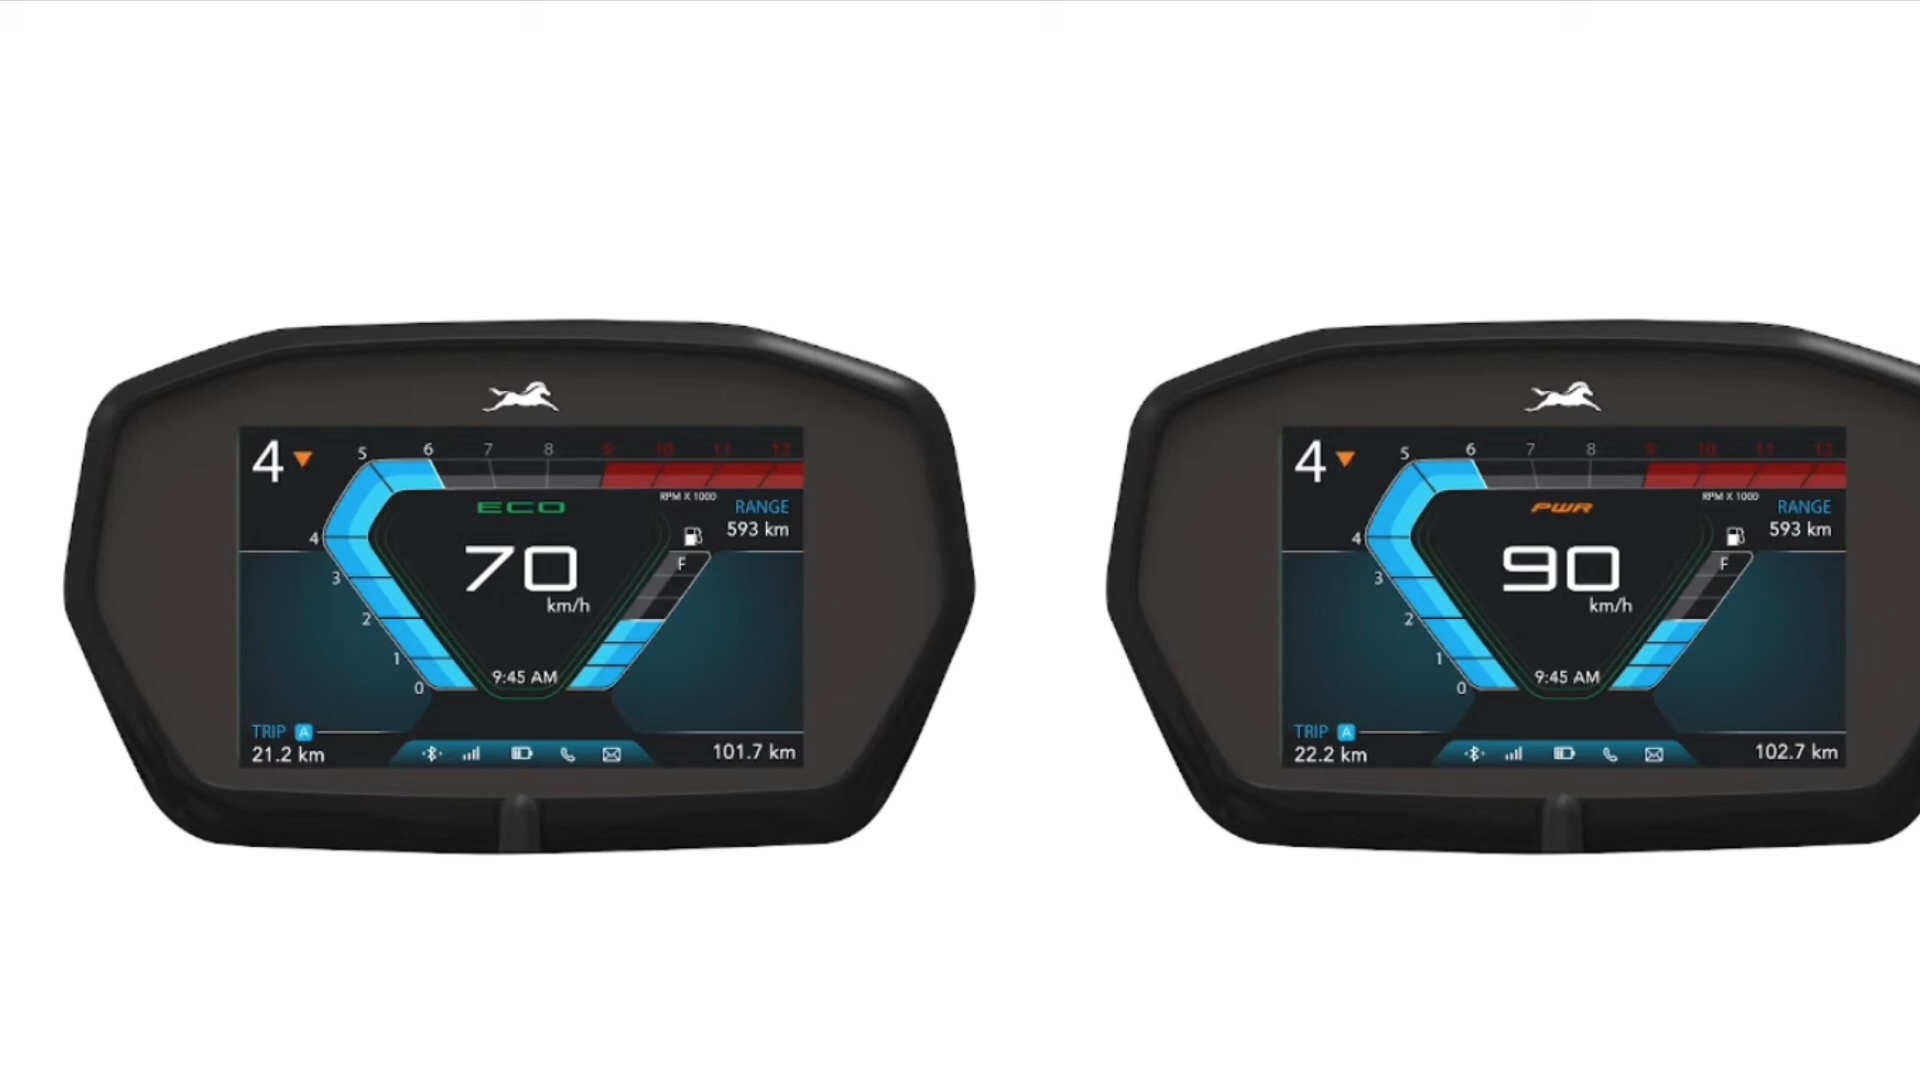 4
5 6 7 8 9 10 11 12
RPM X 1000
ECO
RANGE
593 km
70
km/h
F
4
3
2
1
0
9:45 AM
TRIP A
21.2 km
101.7 km
4
5 6 7 8 9 10 11 12
RPM X 1000
PWR
RANGE
593 km
90
km/h
F
4
3
2
1
0
9:45 AM
TRIP A
22.2 km
102.7 km